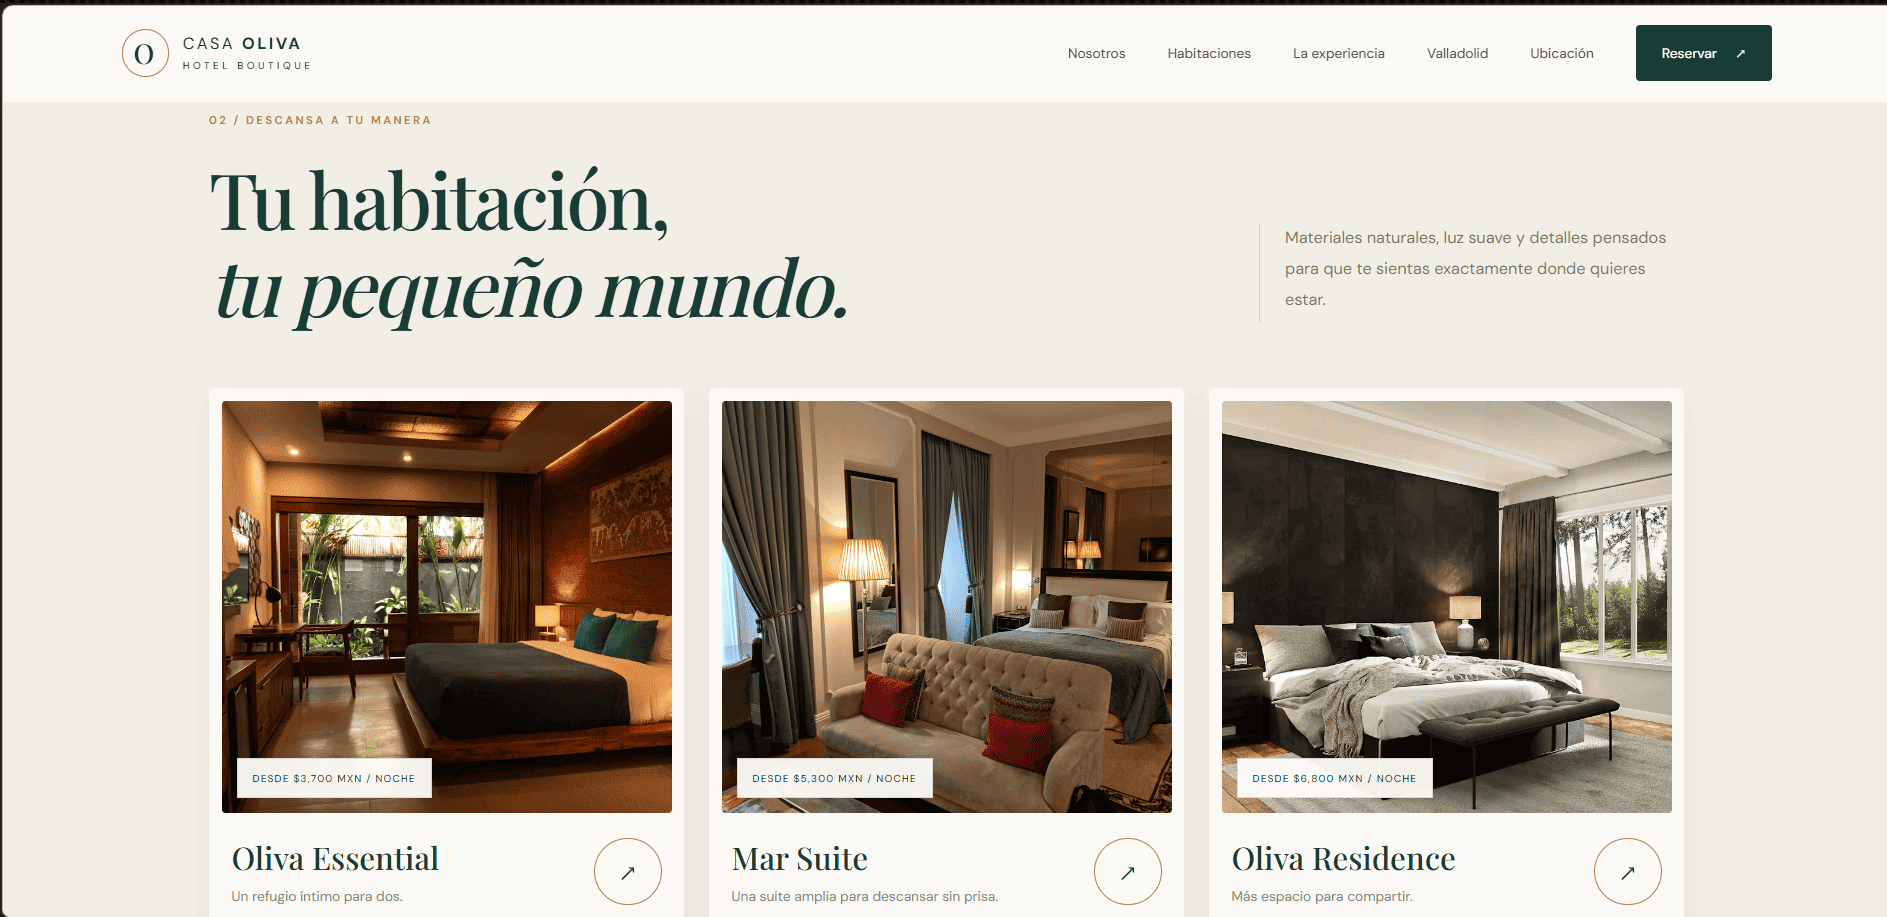 O
CASA OLIVA
HOTEL BOUTIQUE
Nosotros
Habitaciones
La experiencia
Valladolid
Ubicación
Reservar ↗
02 / DESCANSA A TU MANERA
Tu habitación,
tu pequeño mundo.
Materiales naturales, luz suave y detalles pensados
para que te sientas exactamente donde quieres
estar.
DESDE $3,700 MXN / NOCHE
Oliva Essential
↗
Un refugio íntimo para dos.
DESDE $5,300 MXN / NOCHE
Mar Suite
↗
Una suite amplia para descansar sin prisa.
DESDE $6,800 MXN / NOCHE
Oliva Residence
↗
Más espacio para compartir.